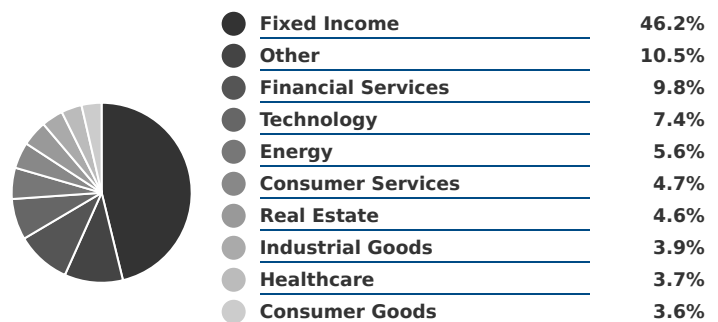 Fixed Income 46.2%
Other 10.5%
Financial Services 9.8%
Technology 7.4%
Energy 5.6%
Consumer Services 4.7%
Real Estate 4.6%
Industrial Goods 3.9%
Healthcare 3.7%
Consumer Goods 3.6%